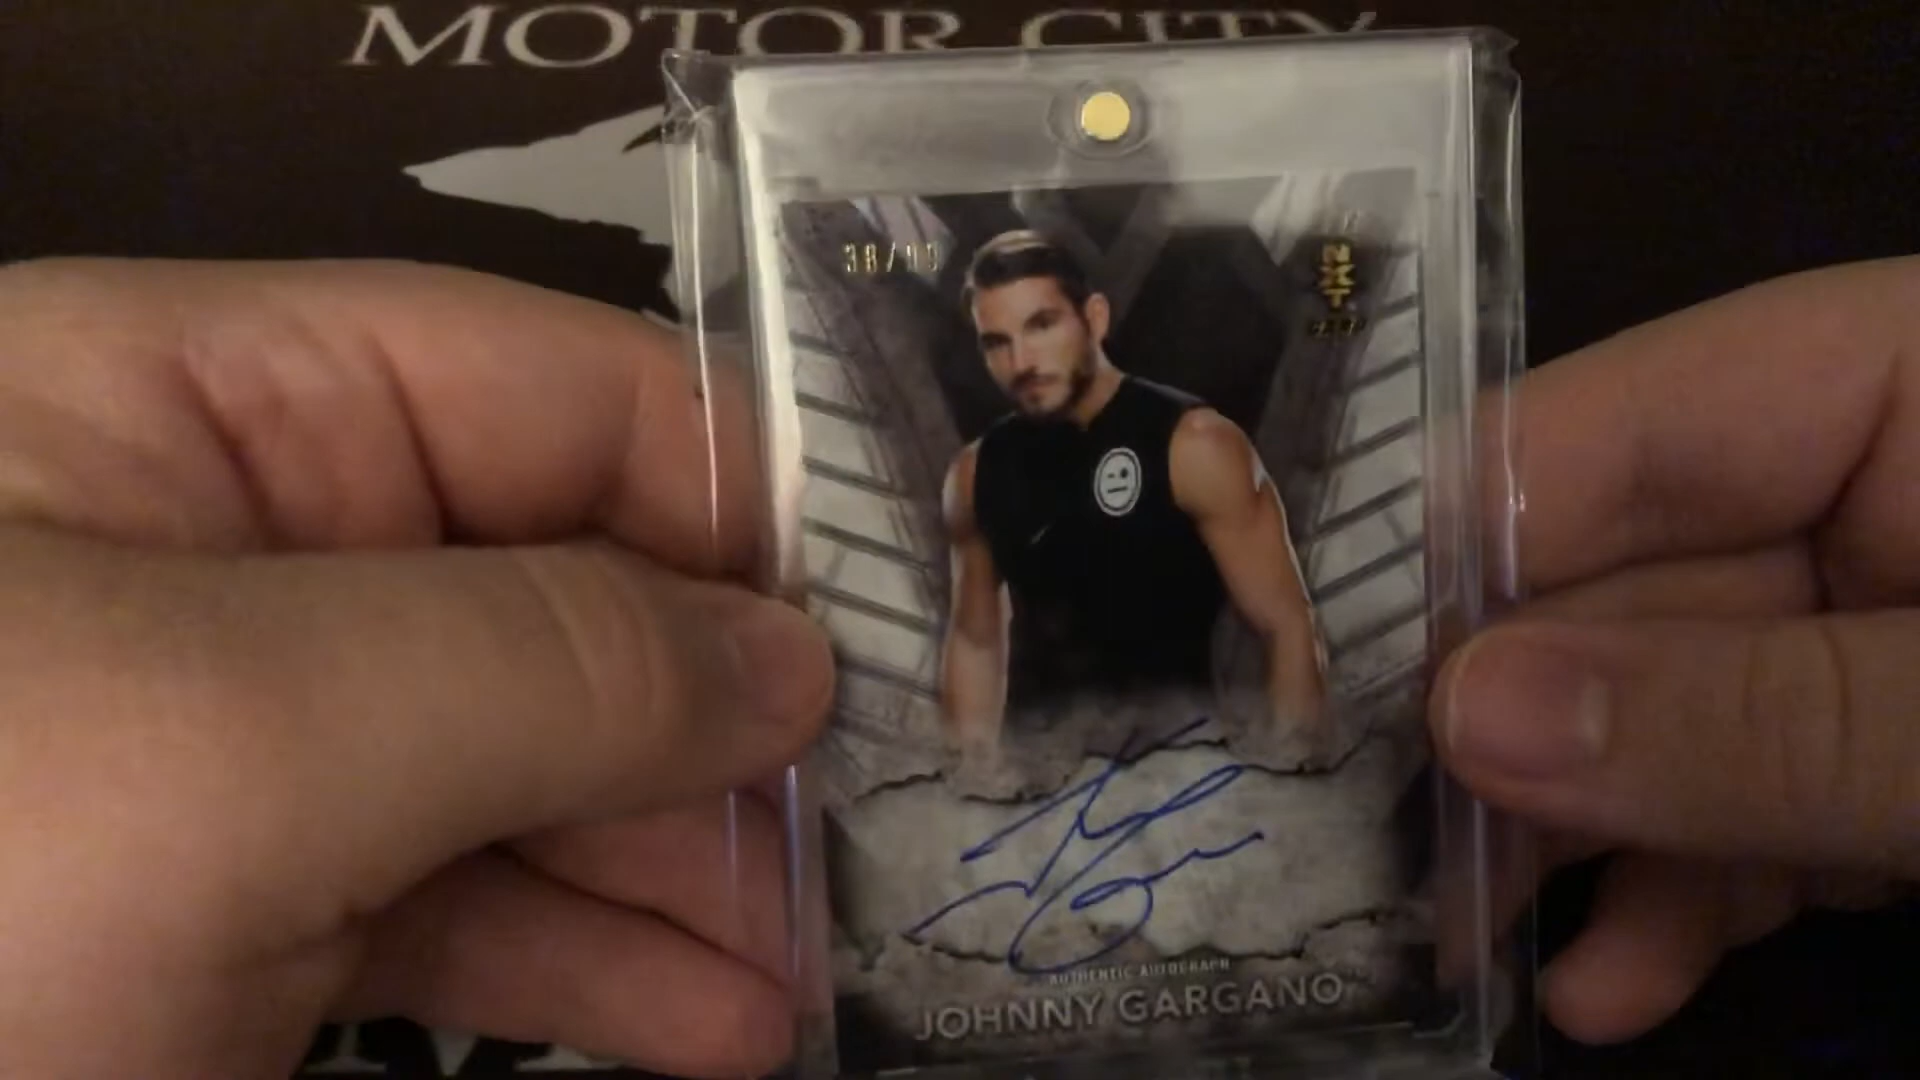 MOTOR CITY
38/99
NXT
AUTHENTIC AUTOGRAPH
JOHNNY GARGANO